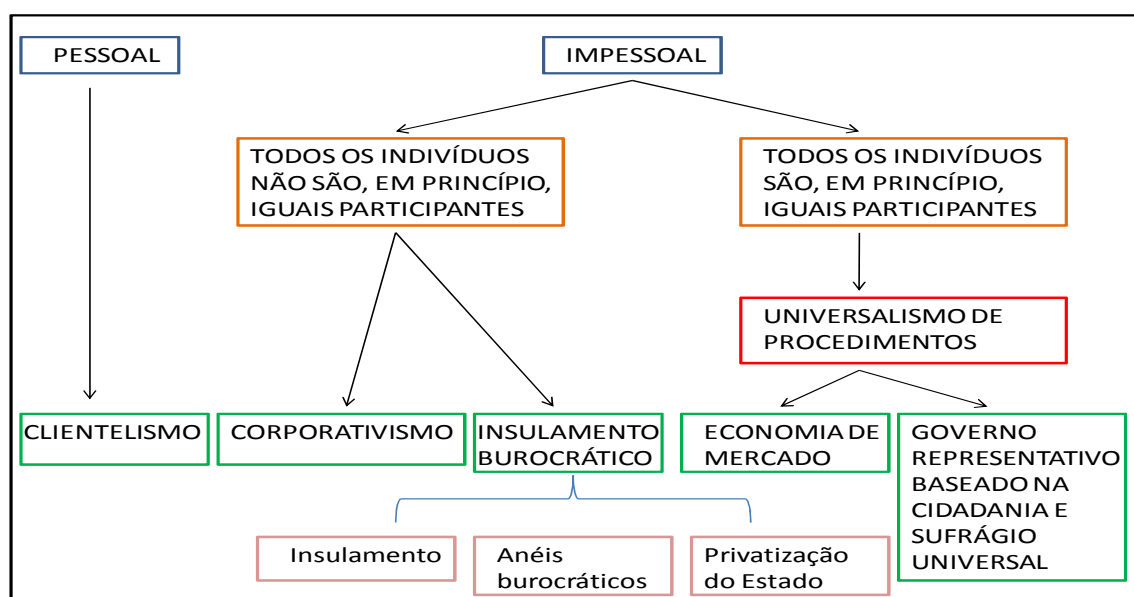 PESSOAL
IMPESSOAL
TODOS OS INDIVÍDUOS
NÃO SÃO, EM PRINCÍPIO,
IGUAIS PARTICIPANTES
TODOS OS INDIVÍDUOS
SÃO, EM PRINCÍPIO,
IGUAIS PARTICIPANTES
UNIVERSALISMO DE
PROCEDIMENTOS
CLIENTELISMO
CORPORATIVISMO
INSULAMENTO
BUROCRÁTICO
ECONOMIA DE
MERCADO
GOVERNO
REPRESENTATIVO
BASEADO NA
CIDADANIA E
SUFRÁGIO
UNIVERSAL
Insulamento
Anéis
burocráticos
Privatização
do Estado